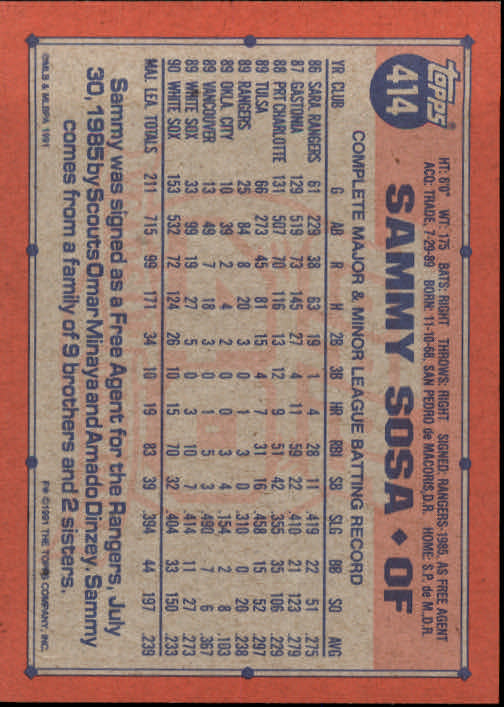 topps
414
SAMMY SOSA ◆ OF
HT: 6'0" WT: 175 BATS: RIGHT THROWS: RIGHT SIGNED: RANGERS-1985, AS FREE AGENT
ACQ: TRADE, 7-29-89 BORN: 11-10-68, SAN PEDRO de MACORIS, D.R. HOME: S.P. de M., D.R.
COMPLETE MAJOR & MINOR LEAGUE BATTING RECORD
YR CLUB G AB R H 2B 3B HR RBI SB SLG BB SO AVG
86 SARA. RANGERS 61 229 38 63 19 1 4 28 11 .419 22 51 .275
87 GASTONIA 129 519 73 145 27 4 11 59 22 .410 21 123 .279
88 PT. CHARLOTTE 131 507 70 116 13 12 9 51 42 .355 35 106 .229
89 TULSA 66 273 45 81 15 4 7 31 16 .458 15 52 .297
89 RANGERS 25 84 8 20 3 0 1 3 0 .310 0 20 .238
89 OKLA. CITY 10 39 2 4 2 0 0 3 4 .154 2 8 .103
89 VANCOUVER 13 49 7 18 3 0 1 5 3 .490 7 6 .367
89 WHITE SOX 33 99 19 27 5 0 3 10 7 .414 11 27 .273
90 WHITE SOX 153 532 72 124 26 10 15 70 32 .404 33 150 .233
MAJ. LEA. TOTALS 211 715 99 171 34 10 19 83 39 .394 44 197 .239
Sammy was signed as a Free Agent for the Rangers, July
30, 1985 by Scouts Omar Minaya and Amado Dinzey. Sammy
comes from a family of 9 brothers and 2 sisters.
©MLB & MLBPA 1991
F* ©1991 THE TOPPS COMPANY, INC.